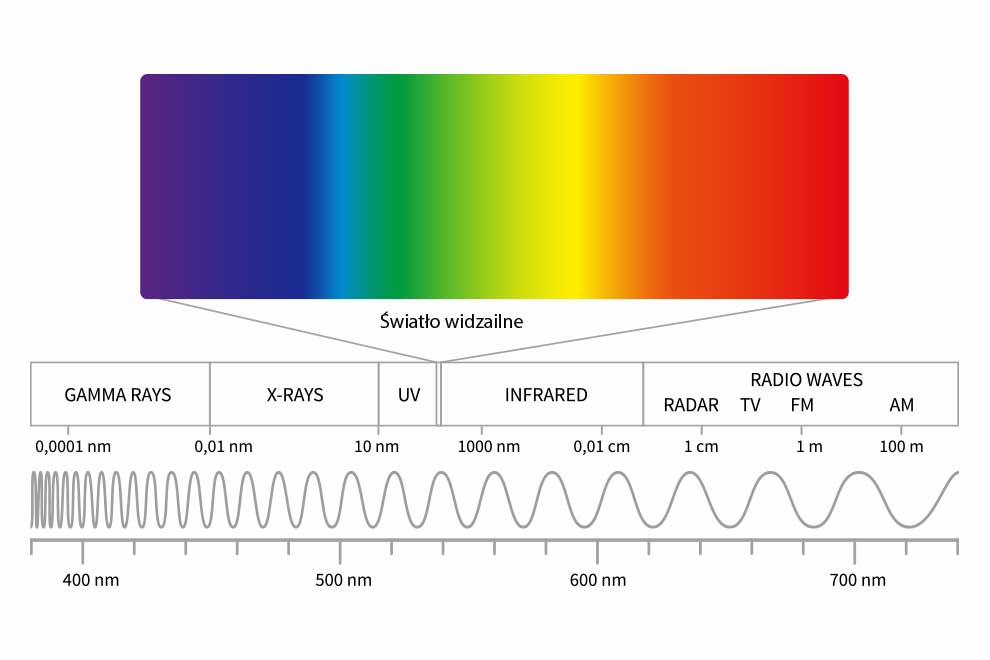 Światło widzailne
GAMMA RAYS X-RAYS UV INFRARED RADIO WAVES
RADAR TV FM AM
0,0001 nm 0,01 nm 10 nm 1000 nm 0,01 cm 1 cm 1 m 100 m
400 nm 500 nm 600 nm 700 nm